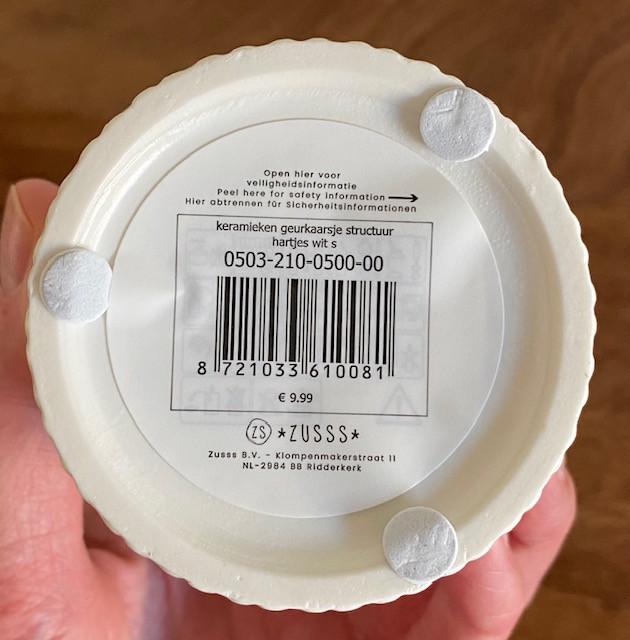 Open hier voor
veiligheidsinformatie
Peel here for safety information
Hier abtrennen für Sicherheitsinformationen
keramieken geurkaarsje structuur
hartjes wit s
0503-210-0500-00
8 721033 610081
€ 9.99
ZS *ZUSSS*
Zusss B.V. - Klompenmakerstraat 11
NL-2984 BB Ridderkerk